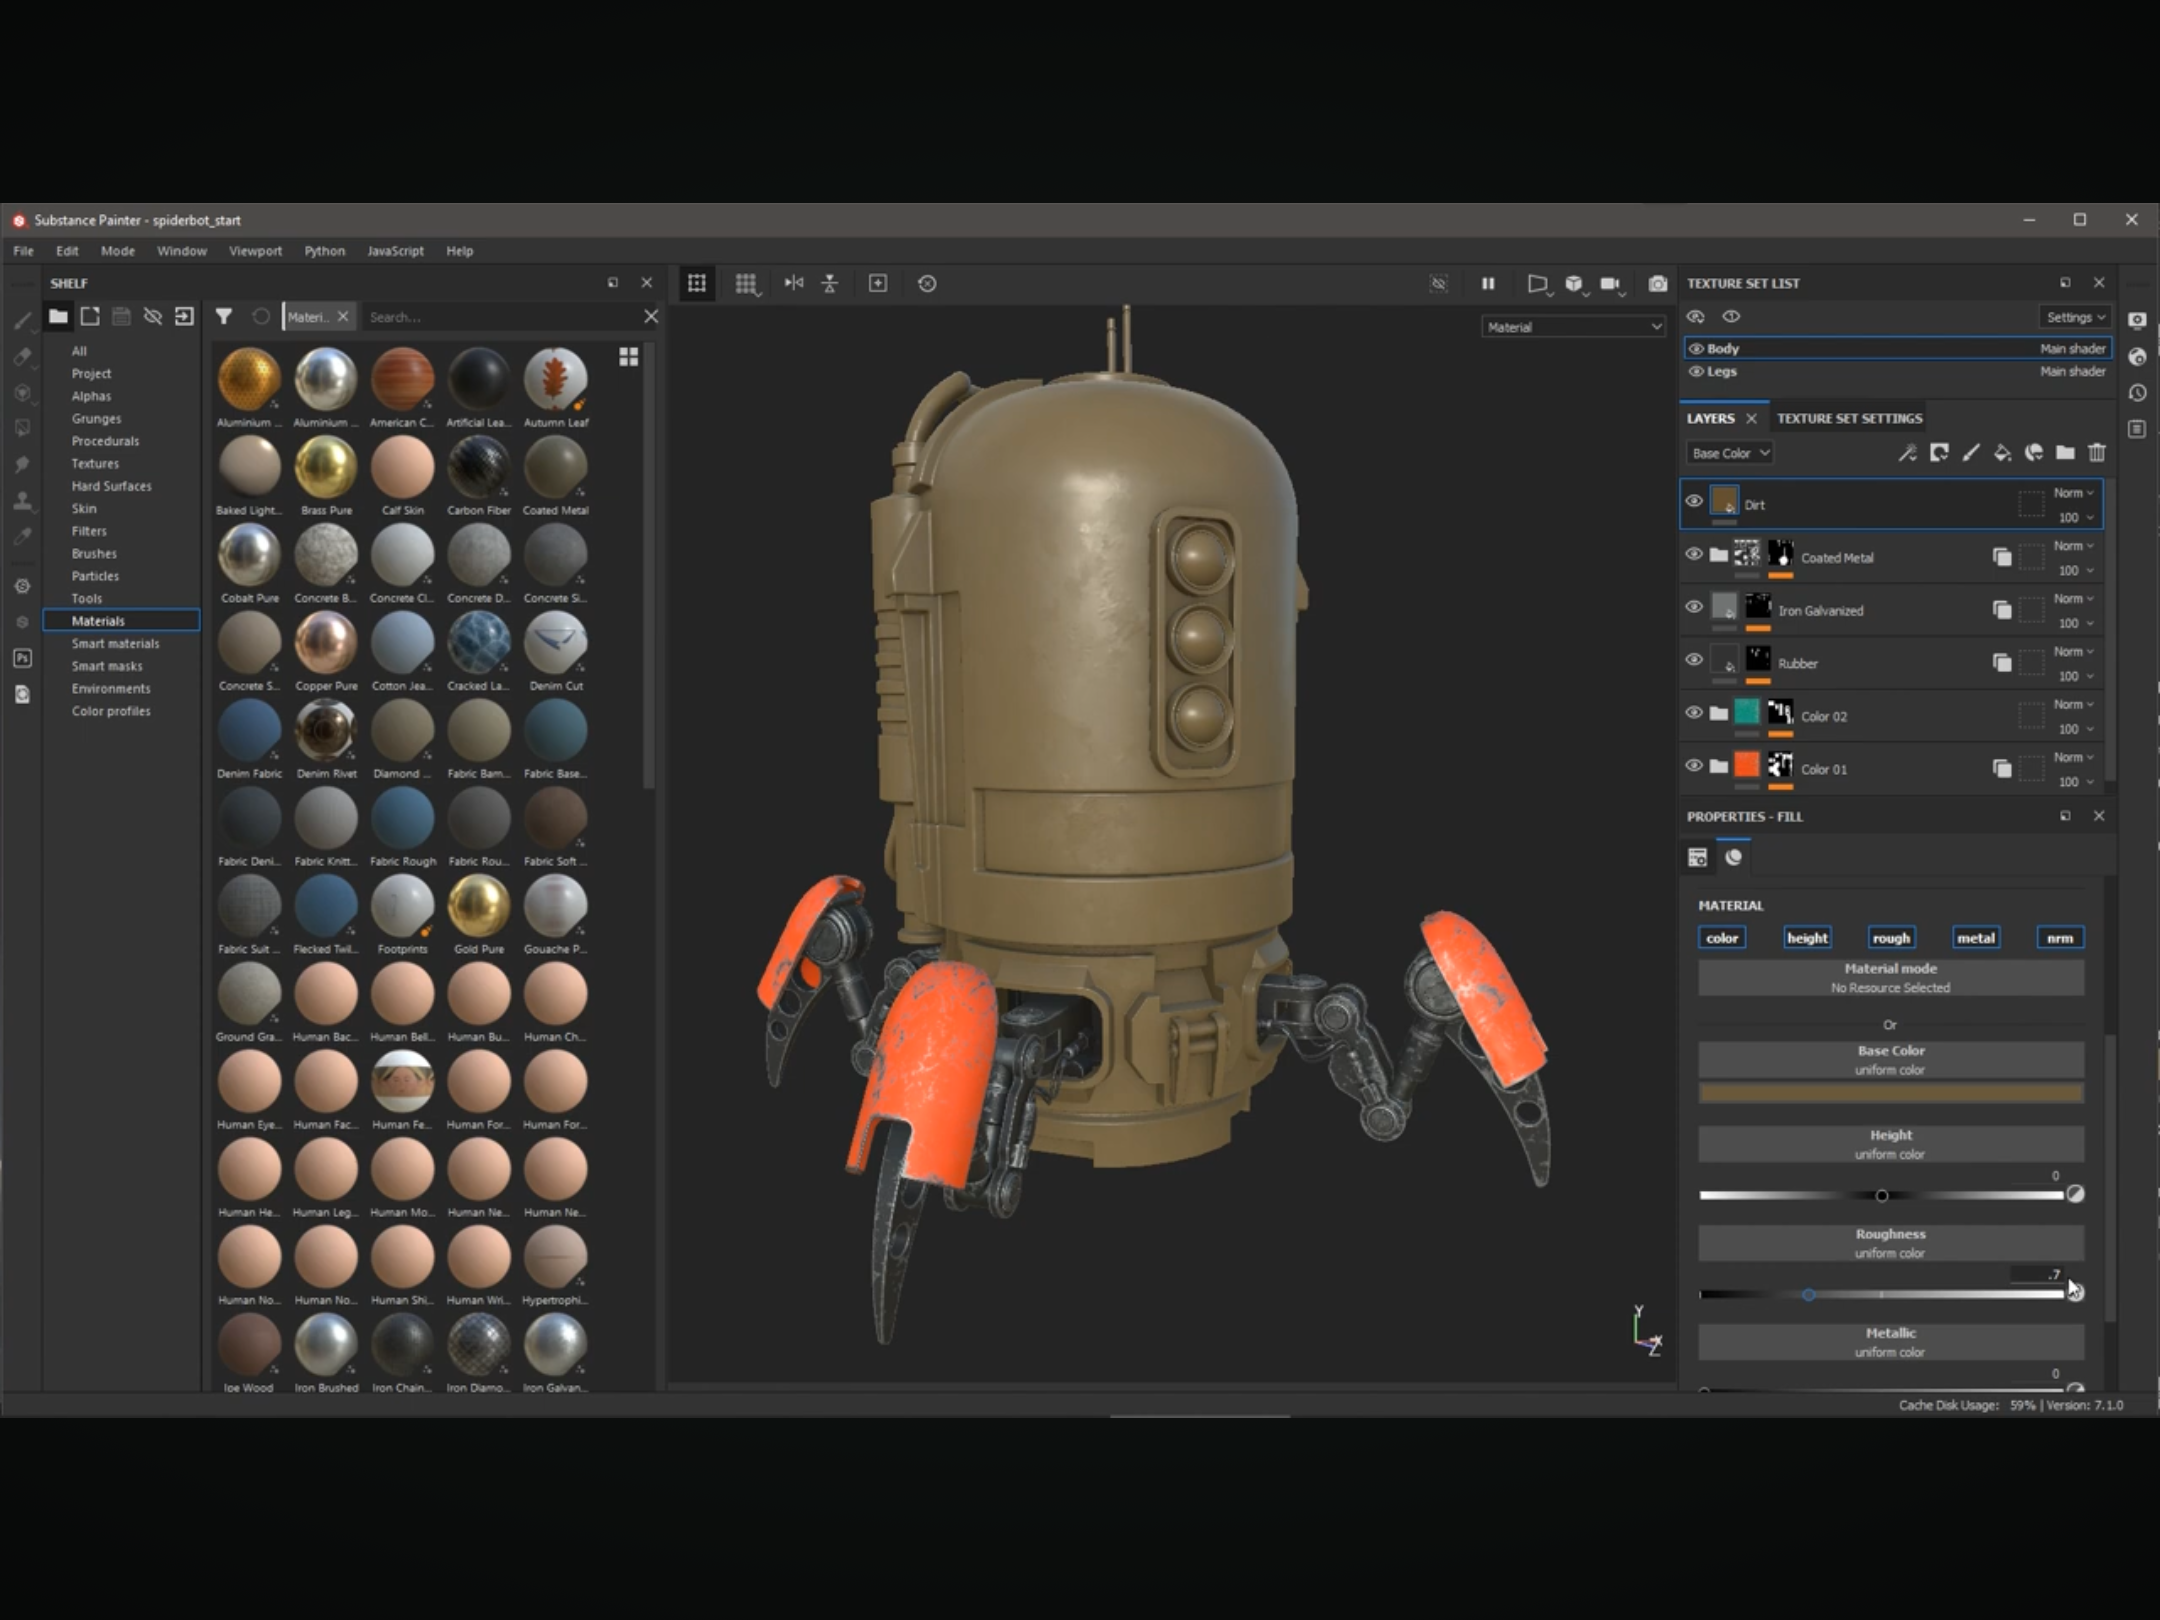 Substance Painter - spiderbot_start
File Edit Mode Window Viewport Python JavaScript Help
SHELF
Materi.. Search...
All
Project
Alphas
Grunges
Procedurals
Textures
Hard Surfaces
Skin
Filters
Brushes
Particles
Tools
Materials
Smart materials
Smart masks
Environments
Color profiles
Aluminium ... Aluminium ... American C... Artificial Lea... Autumn Leaf
Baked Light... Brass Pure Calf Skin Carbon Fiber Coated Metal
Cobalt Pure Concrete B... Concrete Cl... Concrete D... Concrete Si...
Concrete S... Copper Pure Cotton Jea... Cracked La... Denim Cut
Denim Fabric Denim Rivet Diamond ... Fabric Bam... Fabric Base...
Fabric Deni... Fabric Knitt... Fabric Rough Fabric Rou... Fabric Soft ...
Fabric Suit ... Flecked Twil... Footprints Gold Pure Gouache P...
Ground Gra... Human Bac... Human Bell... Human Bu... Human Ch...
Human Eye... Human Fac... Human Fe... Human For... Human For...
Human He... Human Leg... Human Mo... Human Ne... Human Ne...
Human No... Human No... Human Shi... Human Wri... Hypertrophi...
Ipe Wood Iron Brushed Iron Chain... Iron Diamo... Iron Galvan...
Ps
Material
Y
X
Z
TEXTURE SET LIST
Settings
Body Main shader
Legs Main shader
LAYERS TEXTURE SET SETTINGS
Base Color
Dirt Norm
100
Coated Metal Norm
100
Iron Galvanized Norm
100
Rubber Norm
100
Color 02 Norm
100
Color 01 Norm
100
PROPERTIES - FILL
MATERIAL
color height rough metal nrm
Material mode
No Resource Selected
Or
Base Color
uniform color
Height
uniform color
0
Roughness
uniform color
.7
Metallic
uniform color
0
Cache Disk Usage: 59% | Version: 7.1.0